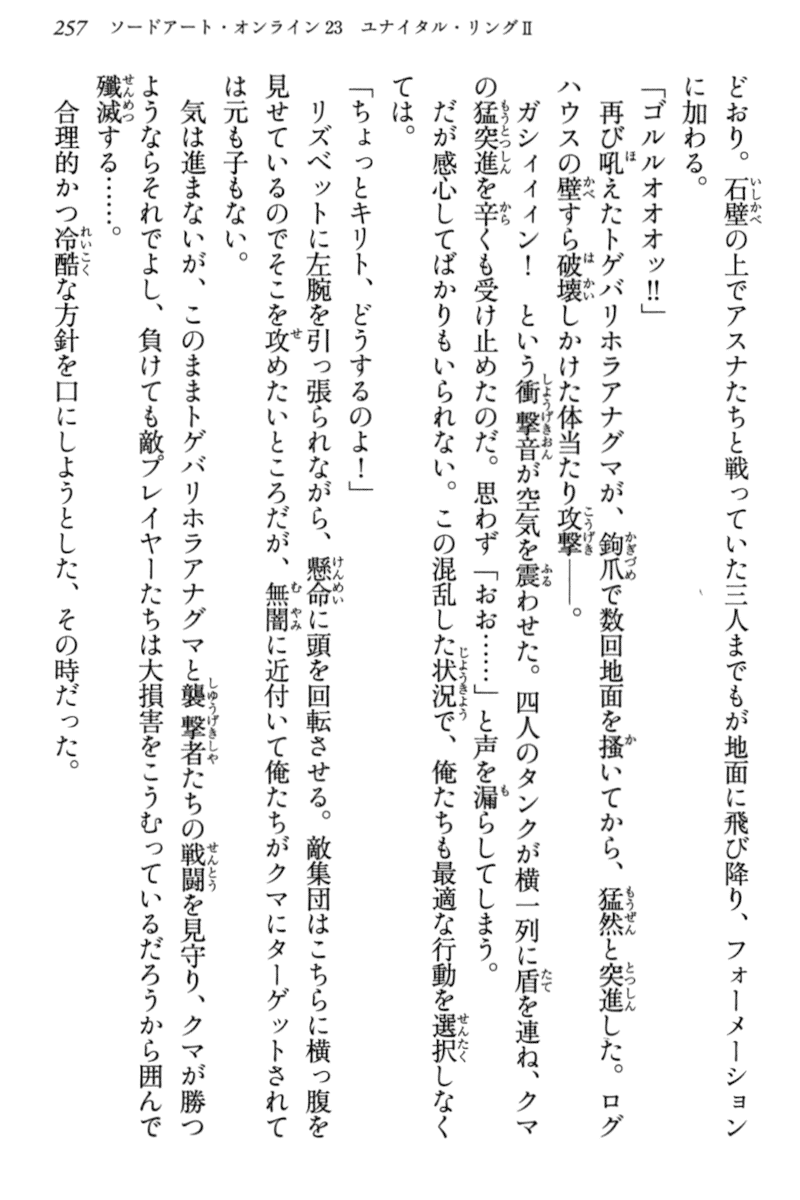 257　ソードアート・オンライン23　ユナイタル・リングⅡ
どおり。石壁の上でアスナたちと戦っていた三人までもが地面に飛び降り、フォーメーション
に加わる。
「ゴルルオオオッ!!」
　再び吼えたトゲバリホラアナグマが、鉤爪で数回地面を掻いてから、猛然と突進した。ログ
ハウスの壁すら破壊しかけた体当たり攻撃――。
　ガシィィィン！　という衝撃音が空気を震わせた。四人のタンクが横一列に盾を連ね、クマ
の猛突進を辛くも受け止めたのだ。思わず「おお……」と声を漏らしてしまう。
　だが感心してばかりもいられない。この混乱した状況で、俺たちも最適な行動を選択しなく
ては。
「ちょっとキリト、どうするのよ！」
　リズベットに左腕を引っ張られながら、懸命に頭を回転させる。敵集団はこちらに横っ腹を
見せているのでそこを攻めたいところだが、無闇に近付いて俺たちがクマにターゲットされて
は元も子もない。
　気は進まないが、このままトゲバリホラアナグマと襲撃者たちの戦闘を見守り、クマが勝つ
ようならそれでよし、負けても敵プレイヤーたちは大損害をこうむっているだろうから囲んで
殲滅する……。
　合理的かつ冷酷な方針を口にしようとした、その時だった。